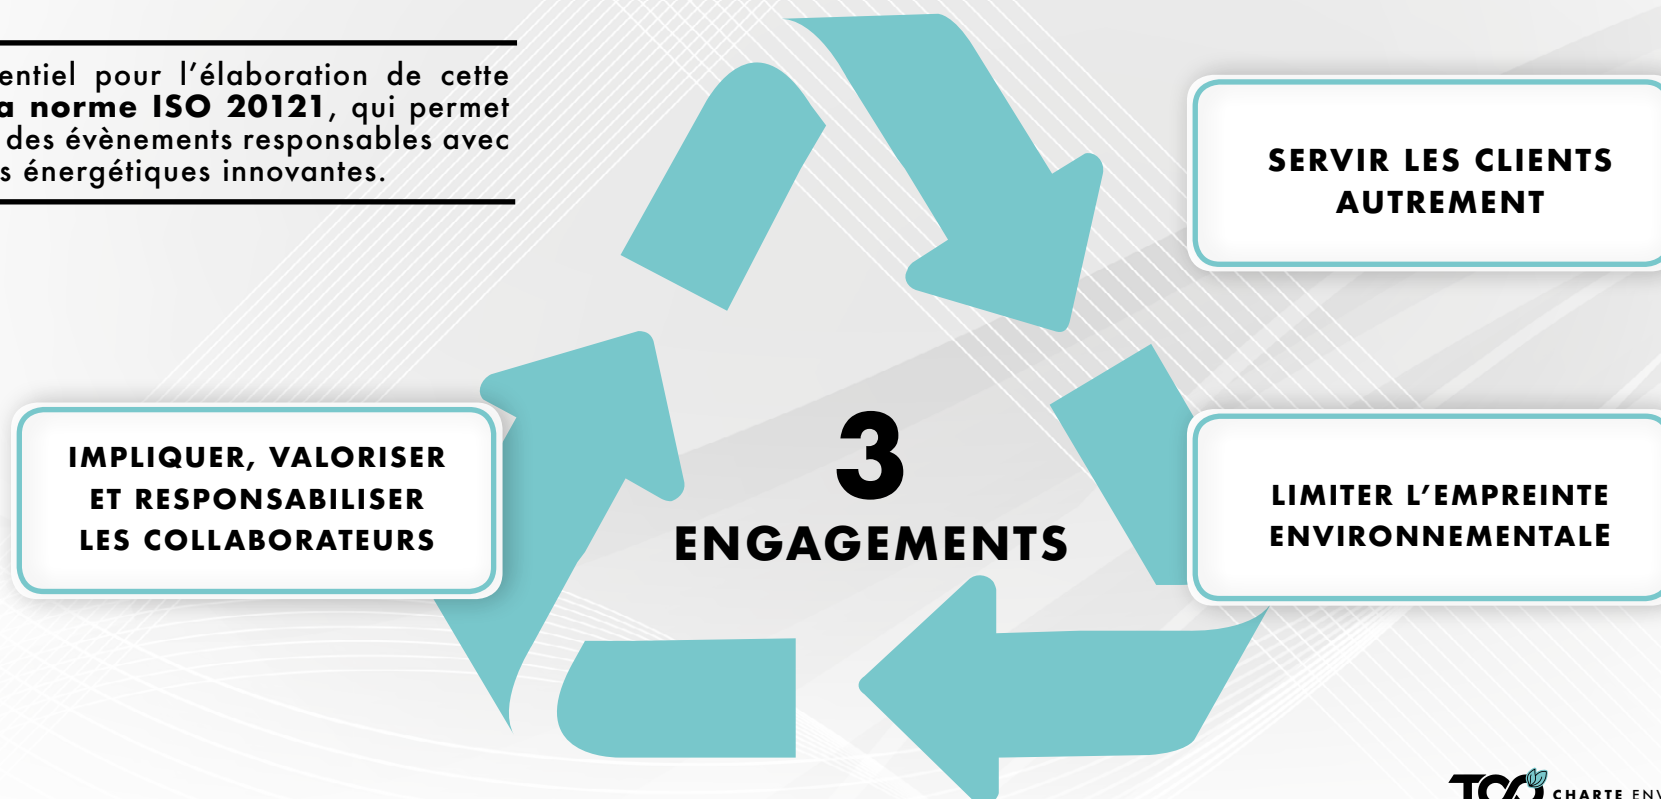 entiel pour l'élaboration de cette
a norme ISO 20121, qui permet
des évènements responsables avec
s énergétiques innovantes.
SERVIR LES CLIENTS
AUTREMENT
IMPLIQUER, VALORISER
ET RESPONSABILISER
LES COLLABORATEURS
3
ENGAGEMENTS
LIMITER L'EMPREINTE
ENVIRONNEMENTALE
CHARTE ENV